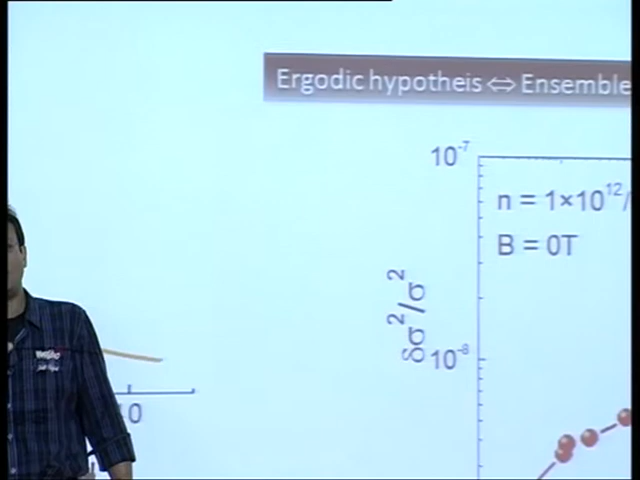 Ergodic hypotheis ⇔ Ensemble
10⁻⁷
n = 1×10¹²/
B = 0T
δσ²/σ²
10⁻⁸
10